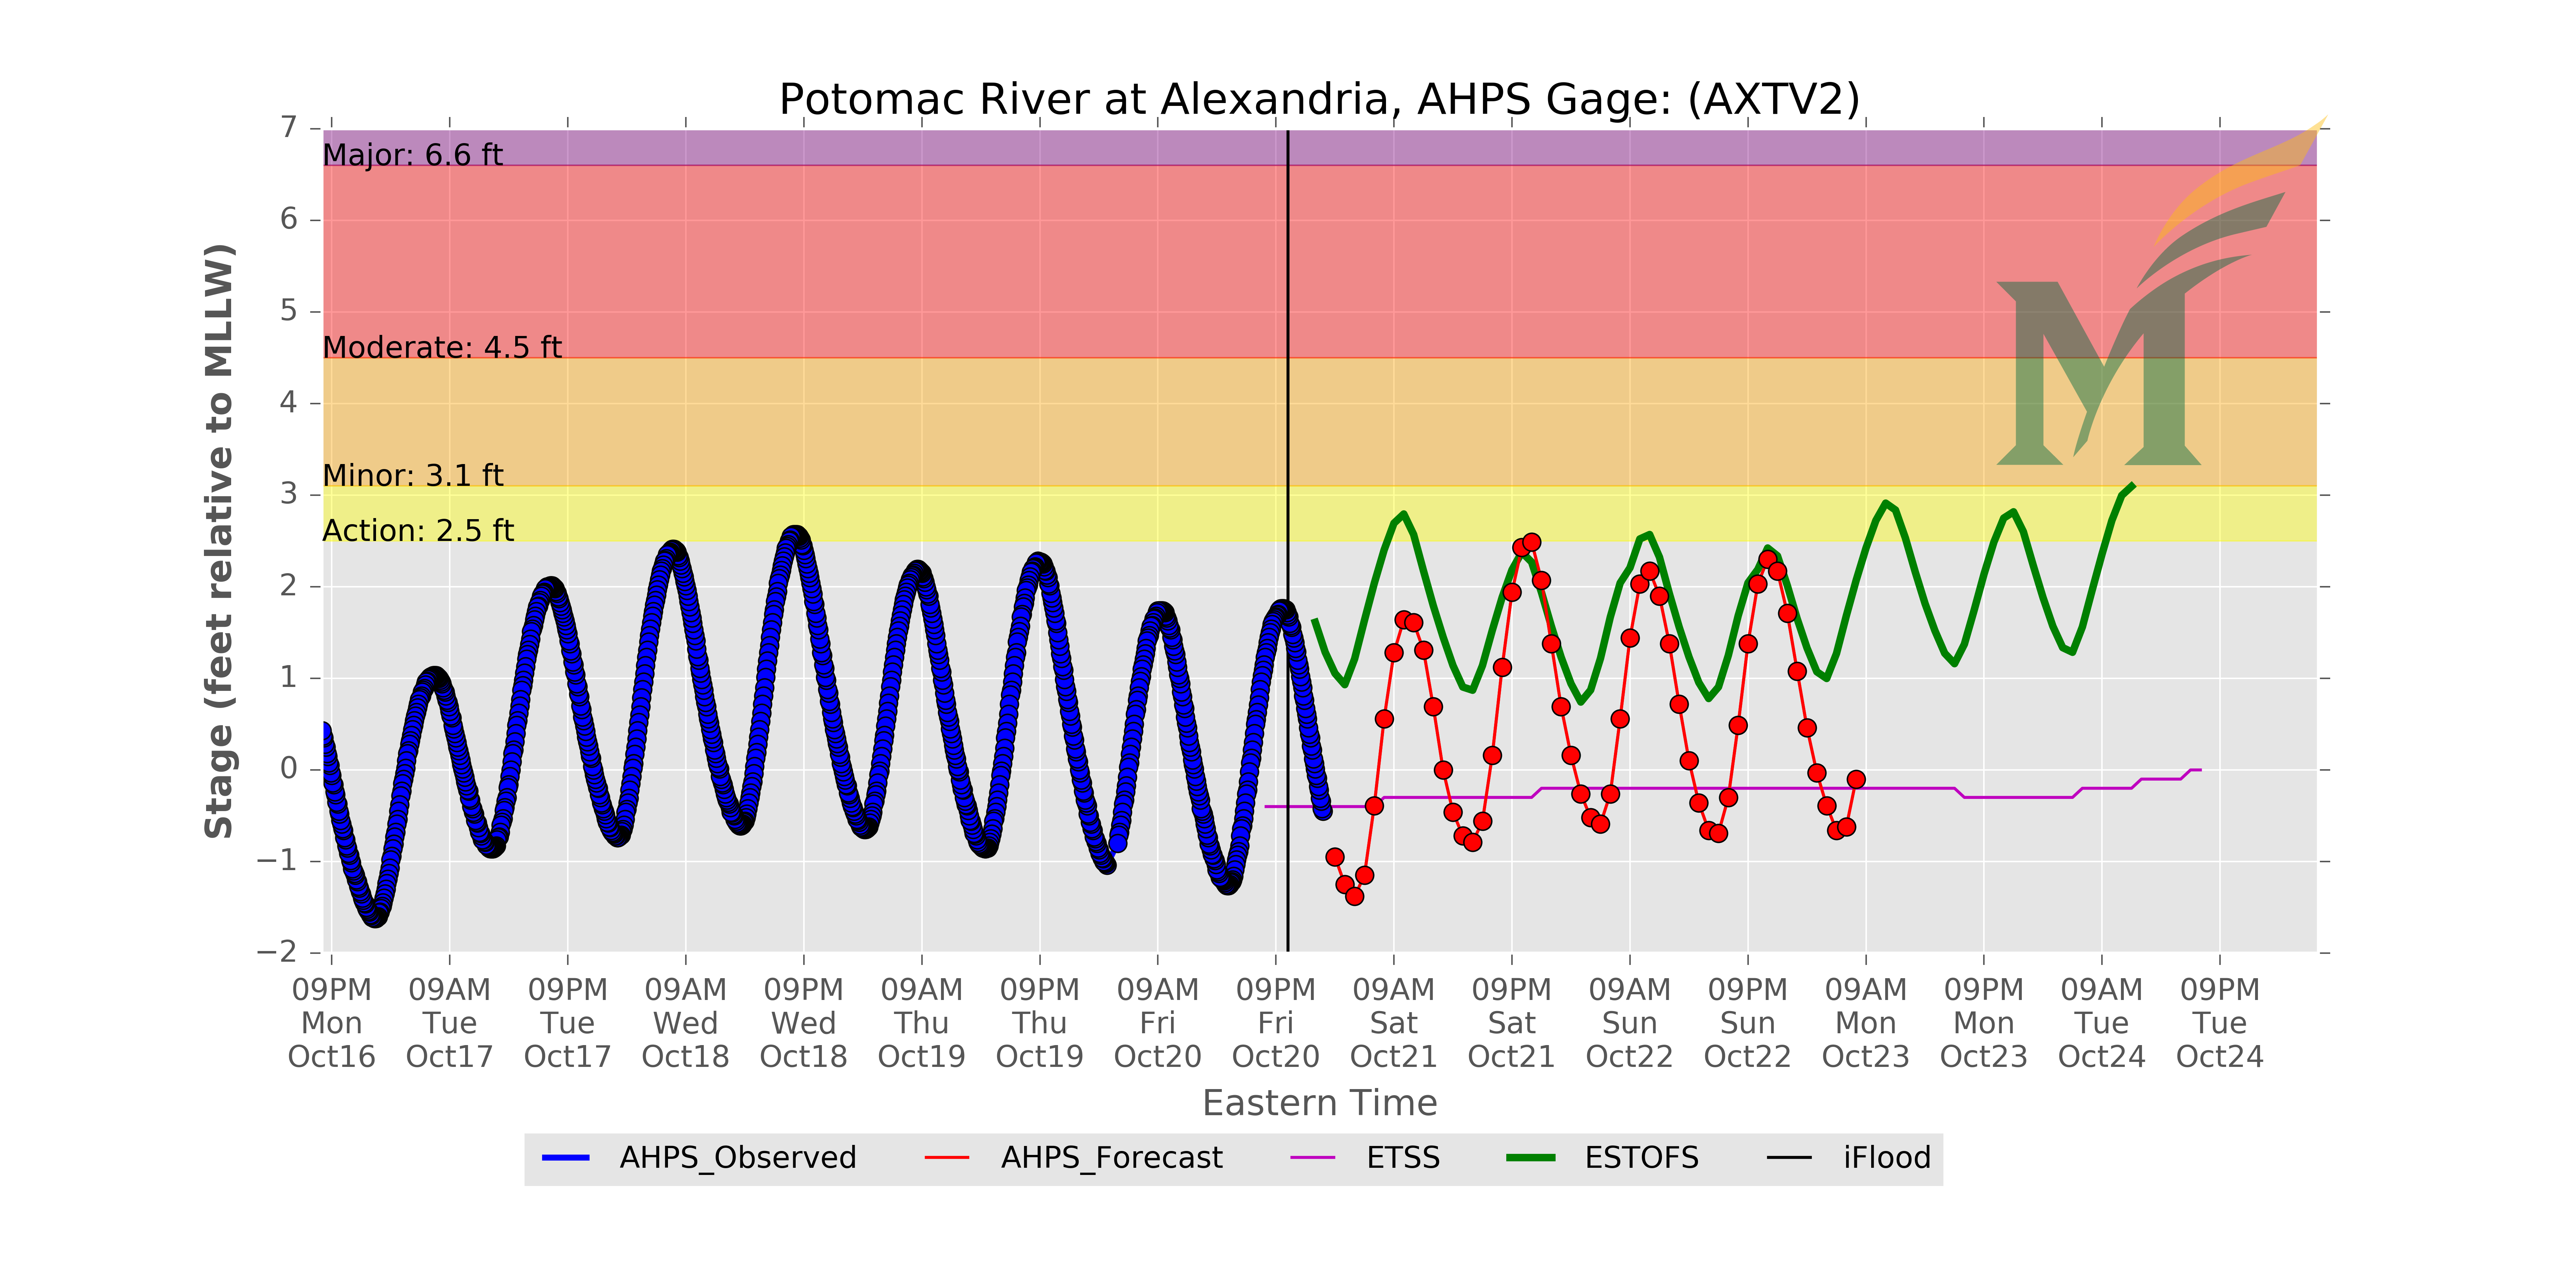 Potomac River at Alexandria, AHPS Gage: (AXTV2)
7
Major: 6.6 ft
6
5
Moderate: 4.5 ft
4
Minor: 3.1 ft
3
Action: 2.5 ft
2
1
0
−1
−2
Stage (feet relative to MLLW)
09PM 09AM 09PM 09AM 09PM 09AM 09PM 09AM 09PM 09AM 09PM 09AM 09PM 09AM 09PM 09AM 09PM
Mon Tue Tue Wed Wed Thu Thu Fri Fri Sat Sat Sun Sun Mon Mon Tue Tue
Oct16 Oct17 Oct17 Oct18 Oct18 Oct19 Oct19 Oct20 Oct20 Oct21 Oct21 Oct22 Oct22 Oct23 Oct23 Oct24 Oct24
Eastern Time
AHPS_Observed AHPS_Forecast ETSS ESTOFS iFlood
M